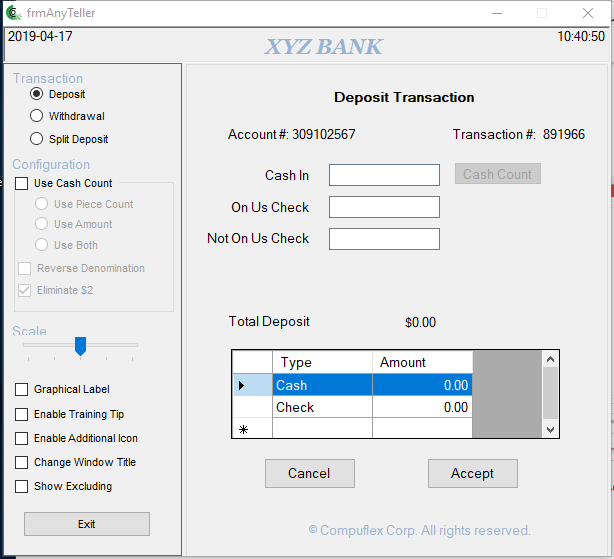 frmAnyTeller
2019-04-17
XYZ BANK
10:40:50
Transaction
Deposit
Withdrawal
Split Deposit
Configuration
Use Cash Count
Use Piece Count
Use Amount
Use Both
Reverse Denomination
Eliminate $2
Scale
Graphical Label
Enable Training Tip
Enable Additional Icon
Change Window Title
Show Excluding
Exit
Deposit Transaction
Account #: 309102567 Transaction #: 891966
Cash In Cash Count
On Us Check
Not On Us Check
Total Deposit $0.00
Type Amount
Cash 0.00
Check 0.00
Cancel Accept
© Compuflex Corp. All rights reserved.